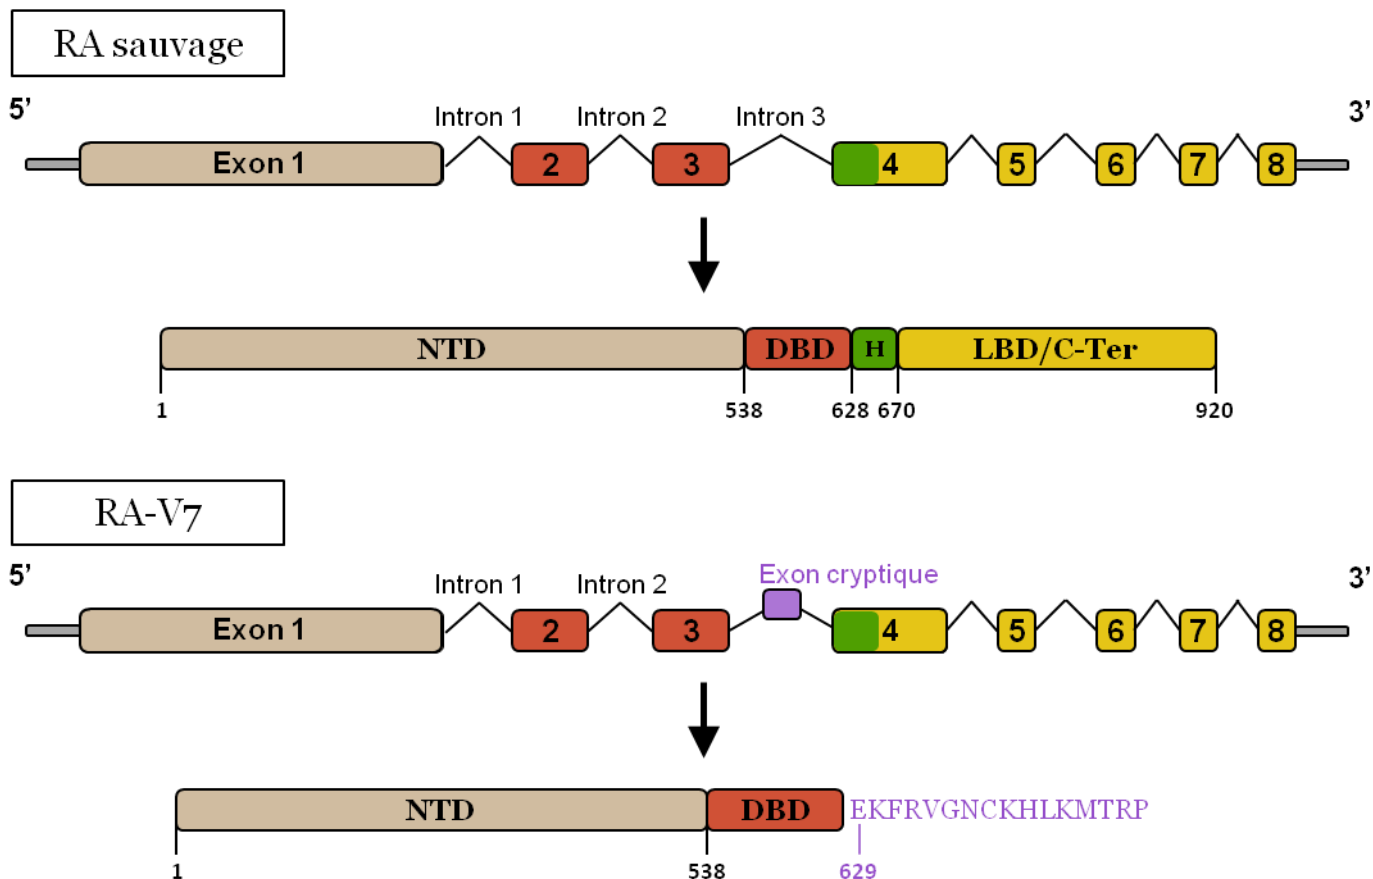 RA sauvage
5’ 3’
Intron 1 Intron 2 Intron 3
Exon 1 2 3 4 5 6 7 8
NTD DBD H LBD/C-Ter
1 538 628 670 920
RA-V7
5’ 3’
Intron 1 Intron 2 Exon cryptique
Exon 1 2 3 4 5 6 7 8
NTD DBD EKFRVGNCKHLKMTRP
1 538 629